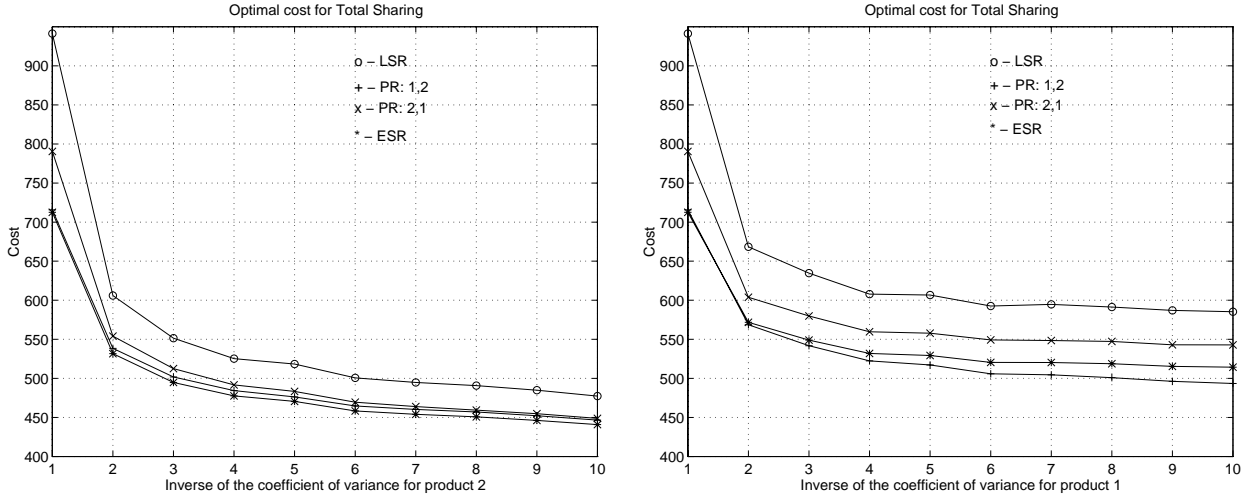 Optimal cost for Total Sharing
Cost
900
850
800
750
700
650
600
550
500
450
400
o – LSR
+ – PR: 1,2
x – PR: 2,1
* – ESR
1 2 3 4 5 6 7 8 9 10
Inverse of the coefficient of variance for product 2
Optimal cost for Total Sharing
Cost
900
850
800
750
700
650
600
550
500
450
400
o – LSR
+ – PR: 1,2
x – PR: 2,1
* – ESR
1 2 3 4 5 6 7 8 9 10
Inverse of the coefficient of variance for product 1